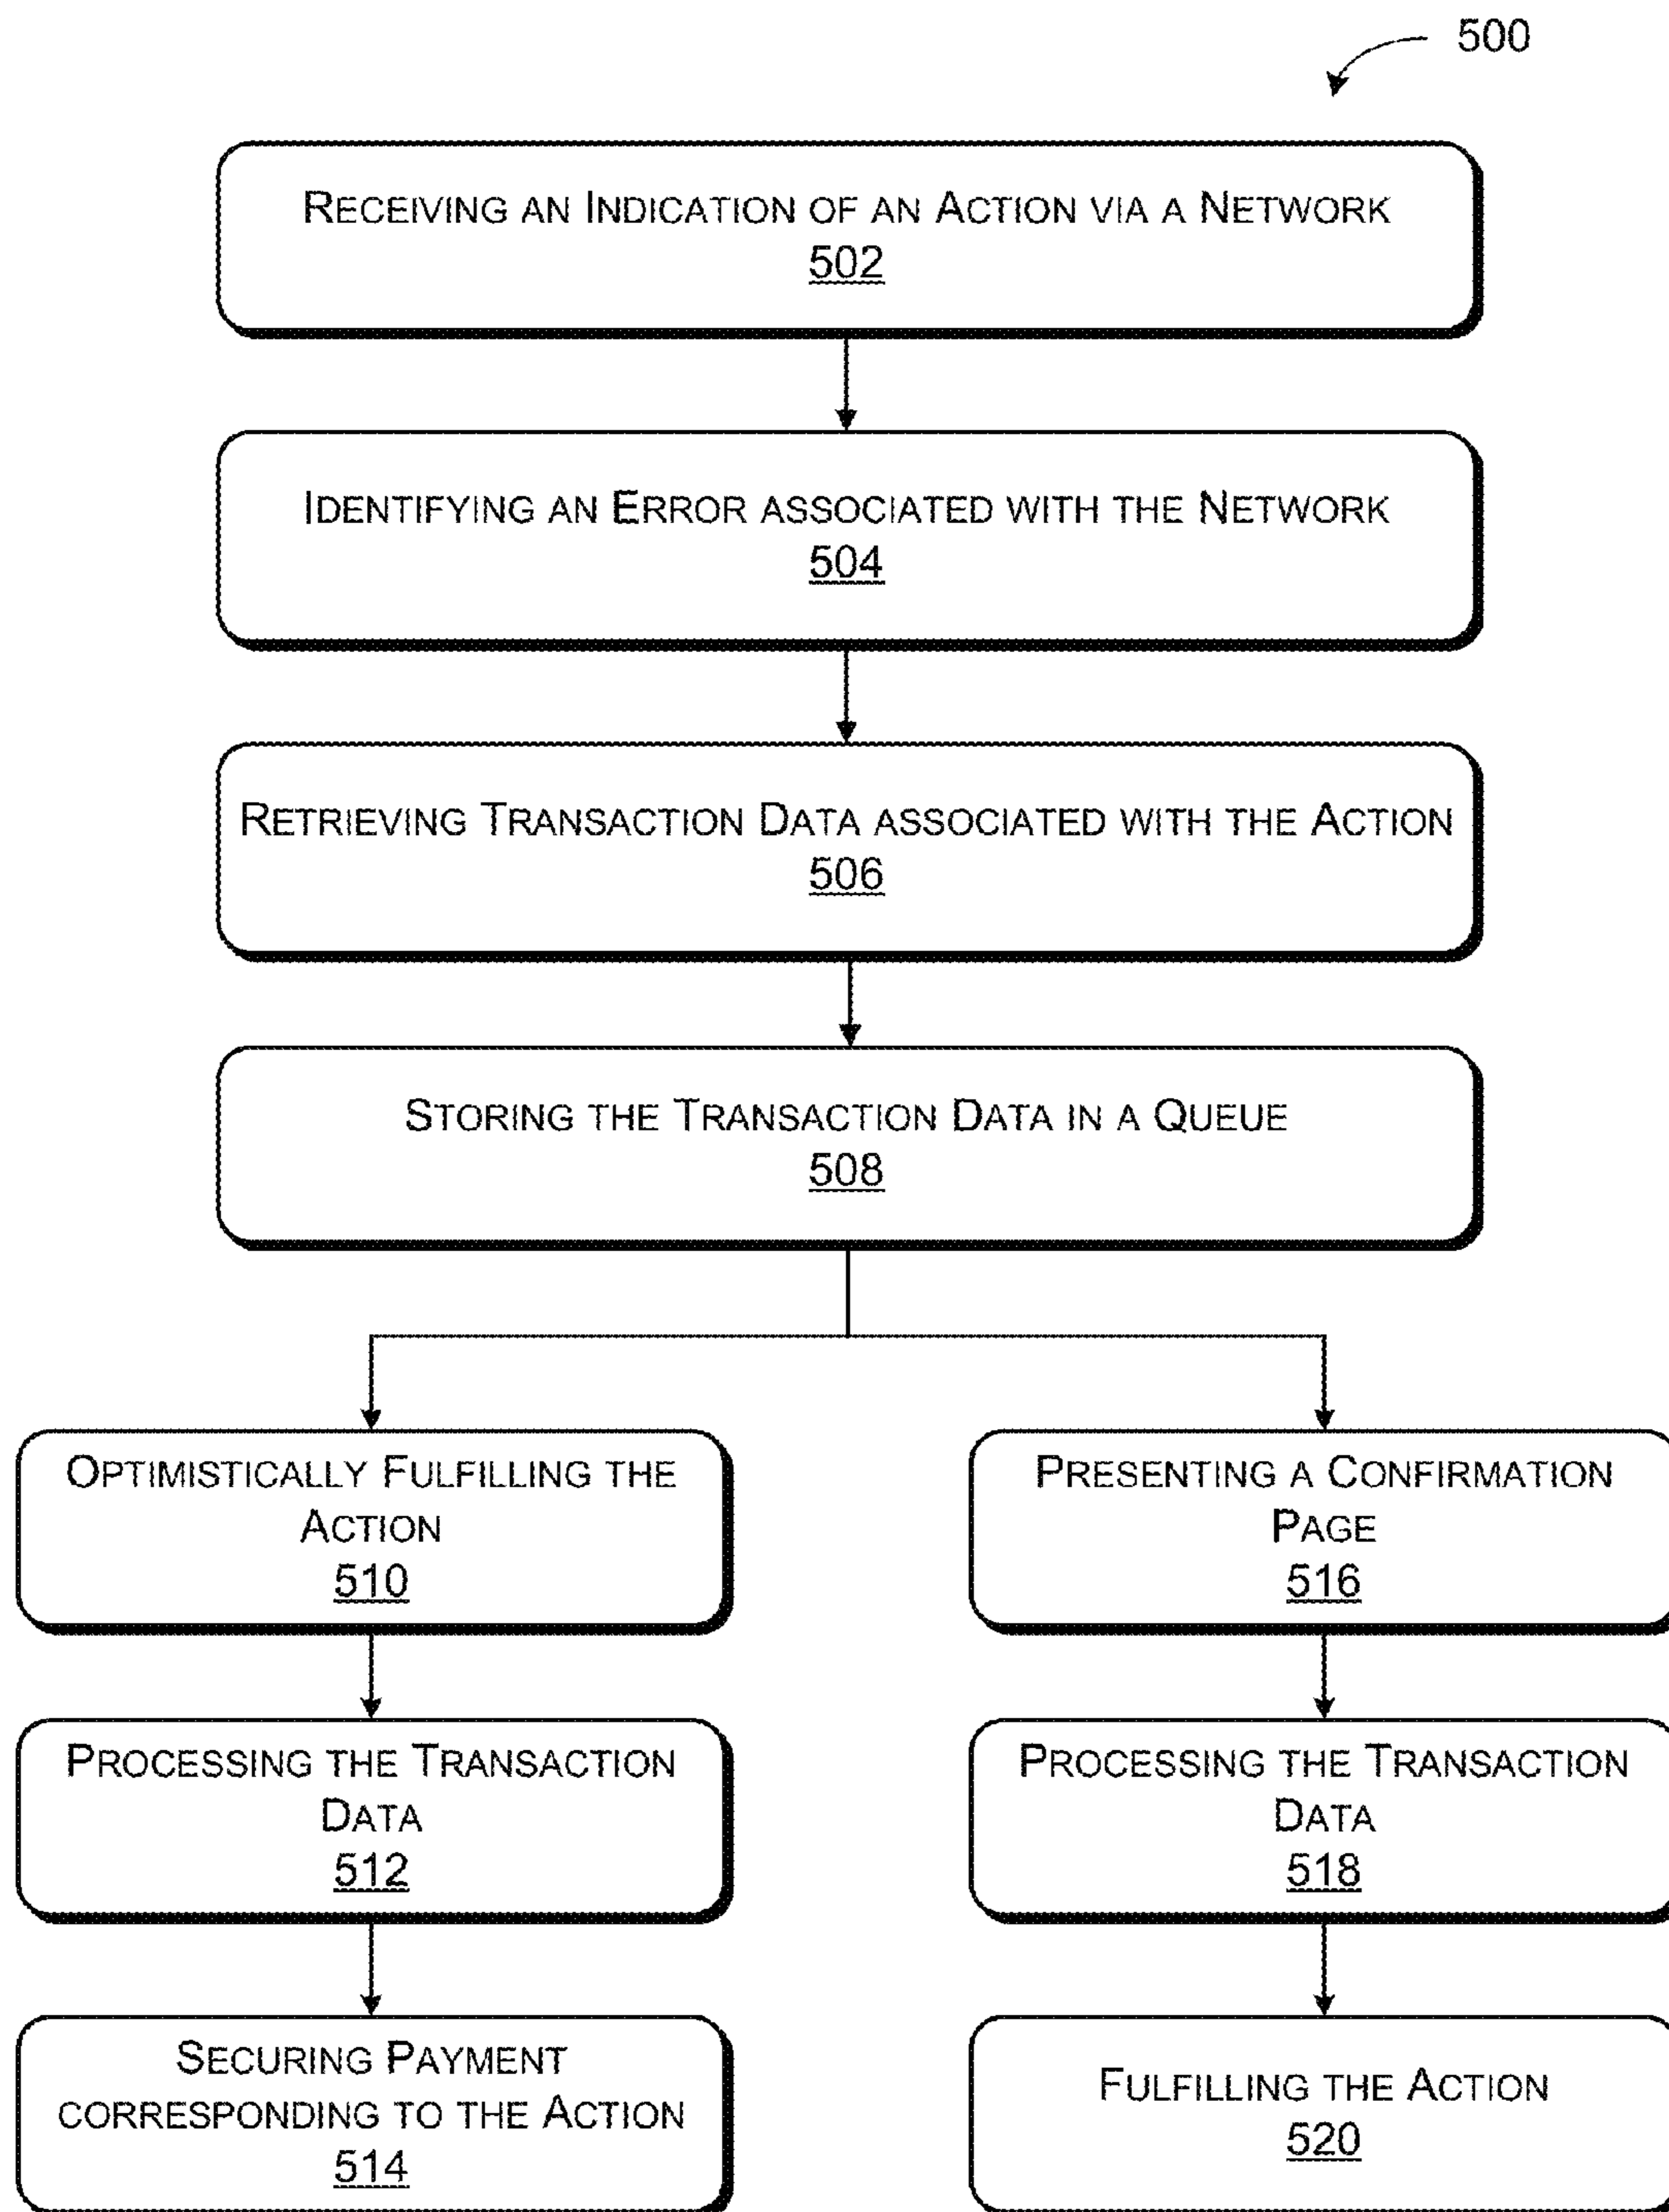 500
RECEIVING AN INDICATION OF AN ACTION VIA A NETWORK
502
IDENTIFYING AN ERROR ASSOCIATED WITH THE NETWORK
504
RETRIEVING TRANSACTION DATA ASSOCIATED WITH THE ACTION
506
STORING THE TRANSACTION DATA IN A QUEUE
508
OPTIMISTICALLY FULFILLING THE
ACTION
510
PROCESSING THE TRANSACTION
DATA
512
SECURING PAYMENT
CORRESPONDING TO THE ACTION
514
PRESENTING A CONFIRMATION
PAGE
516
PROCESSING THE TRANSACTION
DATA
518
FULFILLING THE ACTION
520